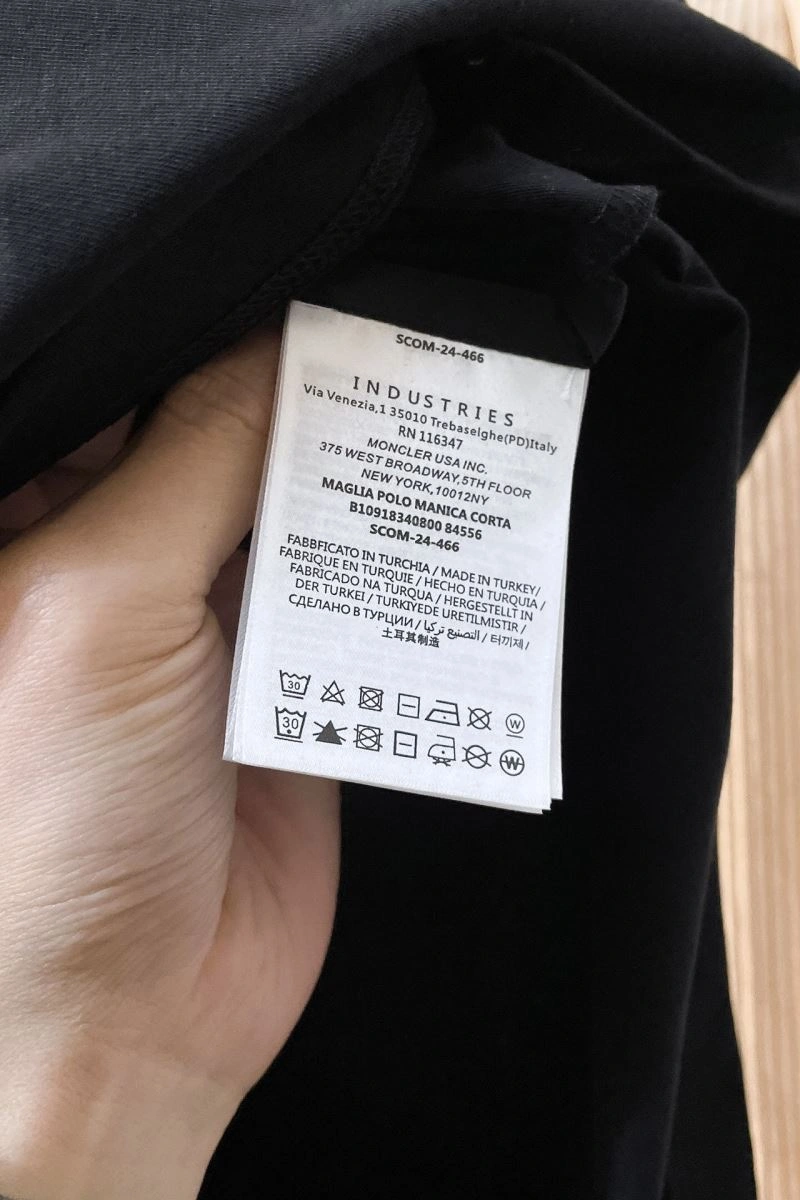 SCOM-24-466
INDUSTRIES
Via Venezia,1 35010 Trebaselghe(PD)Italy
RN 116347
MONCLER USA INC.
375 WEST BROADWAY,5TH FLOOR
NEW YORK,10012NY
MAGLIA POLO MANICA CORTA
B10918340800 84556
SCOM-24-466
FABBFICATO IN TURCHIA / MADE IN TURKEY/
FABRIQUE EN TURQUIE / HECHO EN TURQUIA /
FABRICADO NA TURQUA / HERGESTELLT IN
DER TURKEI / TURKIYEDE URETILMISTIR /
СДЕЛАНО В ТУРЦИИ / التصنيع تركيا / 터끼제 /
土耳其制造
30 W
30 W